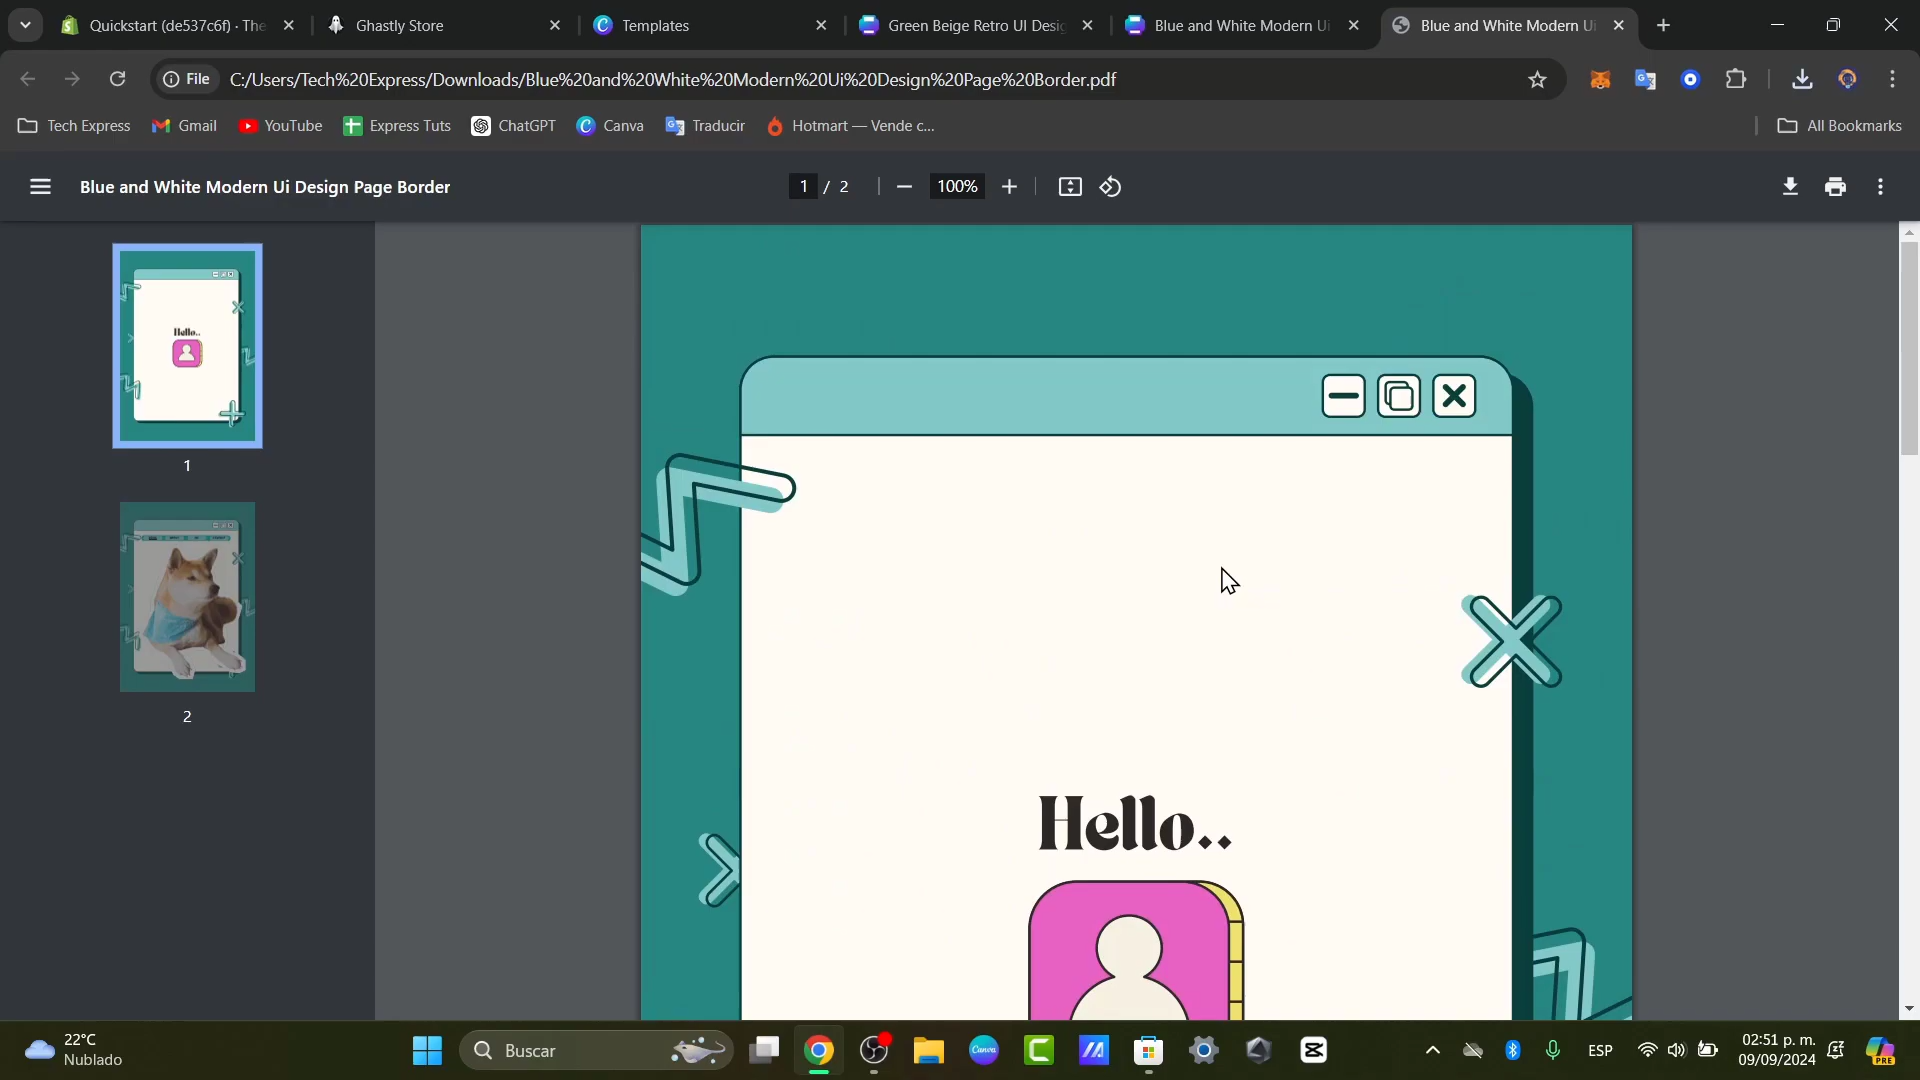 Quickstart (de537c6f) · The
Ghastly Store
Templates
Green Beige Retro UI Desig
Blue and White Modern Ui
Blue and White Modern Ui
File
C:/Users/Tech%20Express/Downloads/Blue%20and%20White%20Modern%20Ui%20Design%20Page%20Border.pdf
Tech Express
Gmail
YouTube
Express Tuts
ChatGPT
Canva
Traducir
Hotmart — Vende c...
All Bookmarks
Blue and White Modern Ui Design Page Border
1 / 2
100%
Hello..
1
2
Hello..
22°C
Nublado
Buscar
Canva
ESP
02:51 p. m.
09/09/2024
PRE